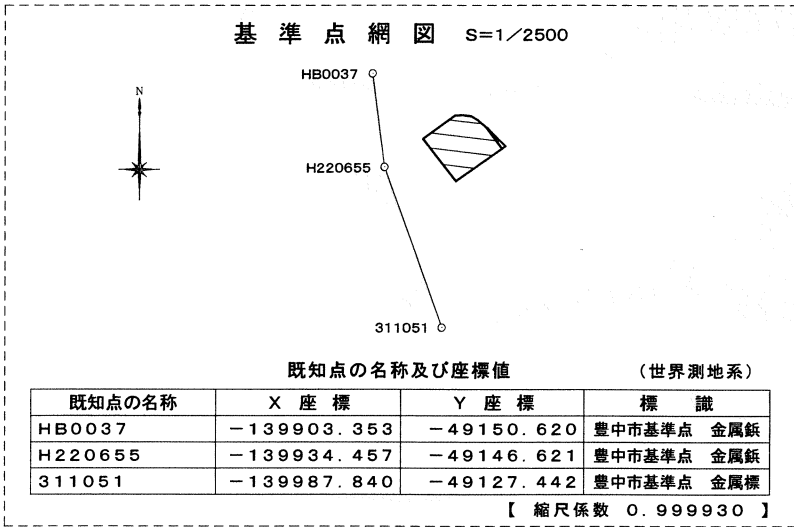 基準点網図 S=1/2500
HB0037
N
H220655
311051
既知点の名称及び座標値 (世界測地系)
既知点の名称 X座標 Y座標 標識
HB0037 -139903.353 -49150.620 豊中市基準点 金属鋲
H220655 -139934.457 -49146.621 豊中市基準点 金属鋲
311051 -139987.840 -49127.442 豊中市基準点 金属標
【 縮尺係数 0.999930 】